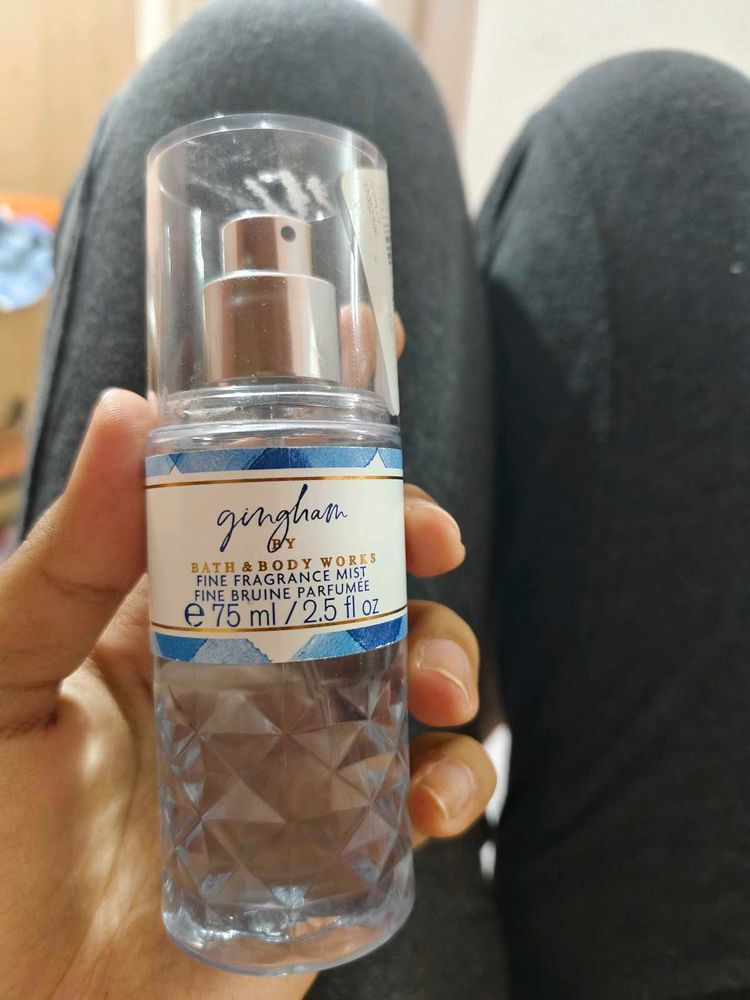 gingham
BY
BATH & BODY WORKS
FINE FRAGRANCE MIST
FINE BRUINE PARFUMÉE
℮ 75 ml / 2.5 fl oz